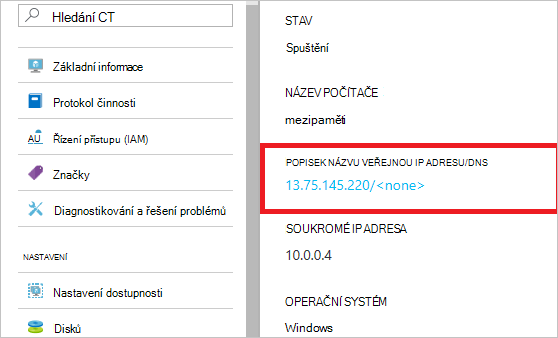 Hledání CT
Základní informace
Protokol činnosti
Řízení přístupu (IAM)
Značky
Diagnostikování a řešení problémů
NASTAVENÍ
Nastavení dostupnosti
Disků
STAV
Spuštění
NÁZEV POČÍTAČE
mezipaměti
POPISEK NÁZVU VEŘEJNOU IP ADRESU/DNS
13.75.145.220/<none>
SOUKROMÉ IP ADRESA
10.0.0.4
OPERAČNÍ SYSTÉM
Windows